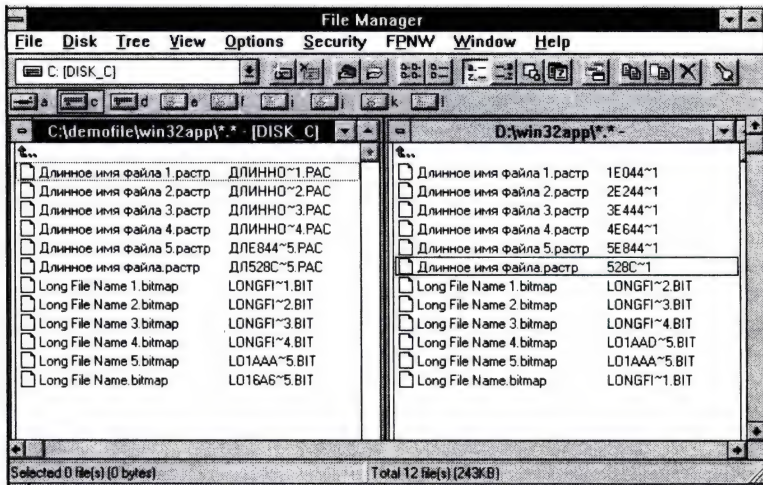 File Manager
File Disk Tree View Options Security FPNW Window Help
C: [DISK_C]
a c d e f i j k l
C:\demofile\win32app\*.* - [DISK_C]
Длинное имя файла 1.растр ДЛИННО~1.РАС
Длинное имя файла 2.растр ДЛИННО~2.РАС
Длинное имя файла 3.растр ДЛИННО~3.РАС
Длинное имя файла 4.растр ДЛИННО~4.РАС
Длинное имя файла 5.растр ДЛЕ844~5.РАС
Длинное имя файла.растр ДЛ528C~5.РАС
Long File Name 1.bitmap LONGFI~1.BIT
Long File Name 2.bitmap LONGFI~2.BIT
Long File Name 3.bitmap LONGFI~3.BIT
Long File Name 4.bitmap LONGFI~4.BIT
Long File Name 5.bitmap LO1AAA~5.BIT
Long File Name.bitmap LO16A6~5.BIT
D:\win32app\*.* -
Длинное имя файла 1.растр 1E044~1
Длинное имя файла 2.растр 2E244~1
Длинное имя файла 3.растр 3E444~1
Длинное имя файла 4.растр 4E644~1
Длинное имя файла 5.растр 5E844~1
Длинное имя файла.растр 528C~1
Long File Name 1.bitmap LONGFI~2.BIT
Long File Name 2.bitmap LONGFI~3.BIT
Long File Name 3.bitmap LONGFI~4.BIT
Long File Name 4.bitmap LO1AAD~5.BIT
Long File Name 5.bitmap LO1AAA~5.BIT
Long File Name.bitmap LONGFI~1.BIT
Selected 0 file(s) (0 bytes) Total 12 file(s) (243KB)